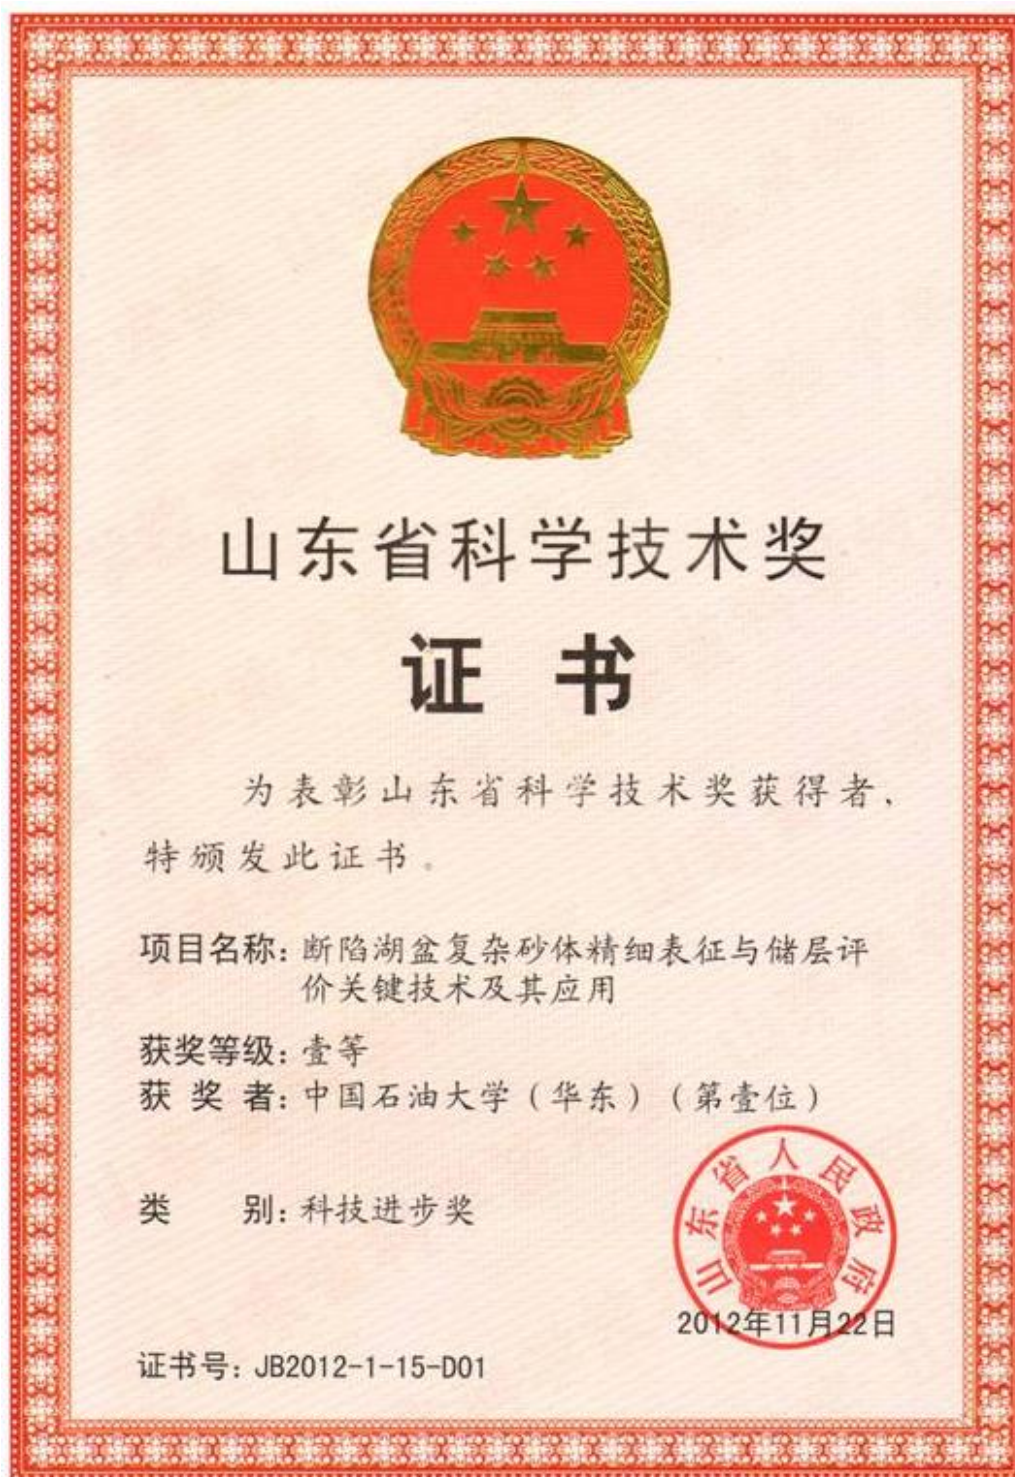 山东省科学技术奖
证书
为表彰山东省科学技术奖获得者，
特颁发此证书。
项目名称：断陷湖盆复杂砂体精细表征与储层评
价关键技术及其应用
获奖等级：壹等
获奖者：中国石油大学（华东）（第壹位）
类别：科技进步奖
山东省人民政府
2012年11月22日
证书号：JB2012-1-15-D01